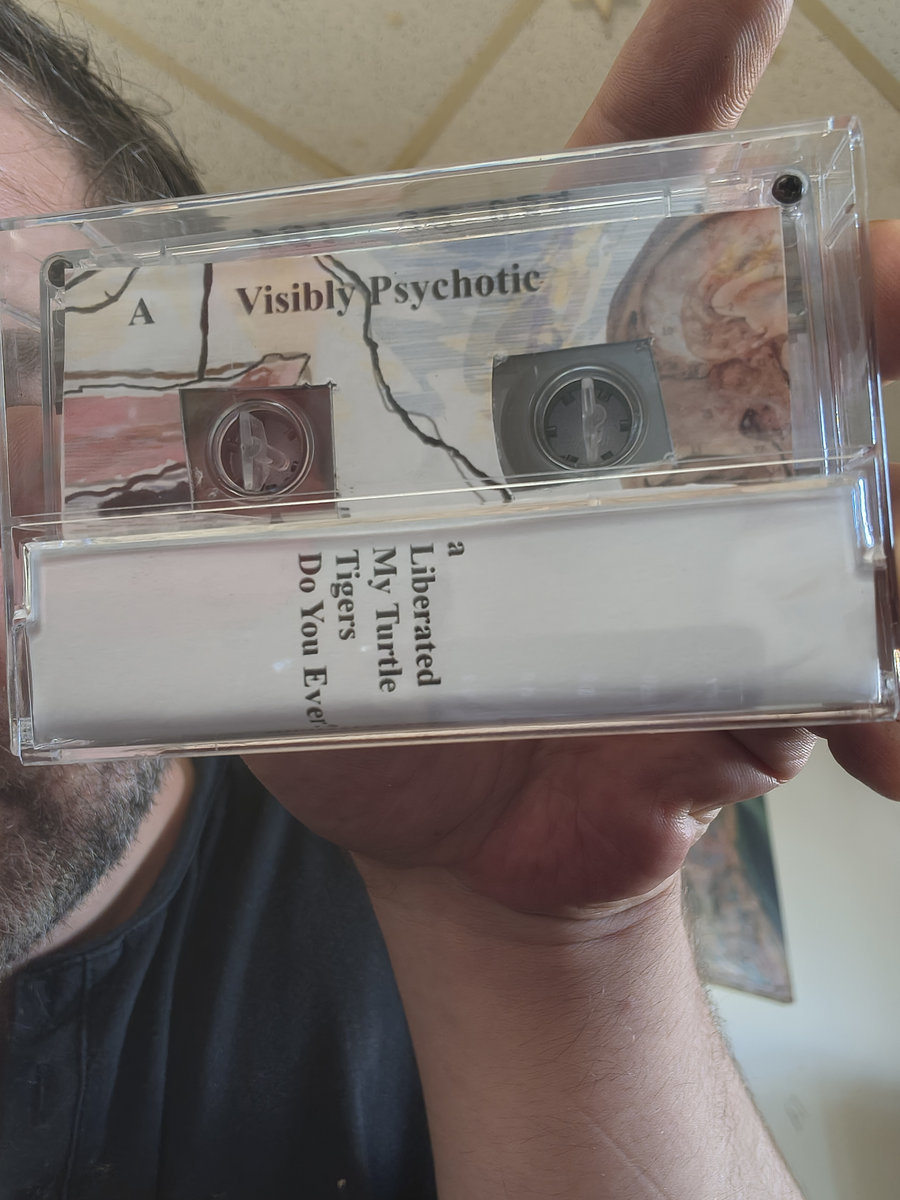 A
Visibly Psychotic
a
Liberated
My Turtle
Tigers
Do You Ever